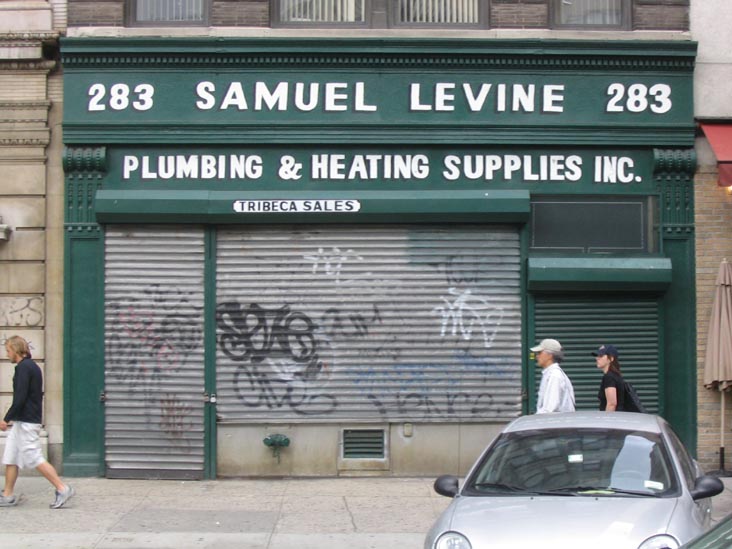 283 SAMUEL LEVINE 283
PLUMBING & HEATING SUPPLIES INC.
TRIBECA SALES